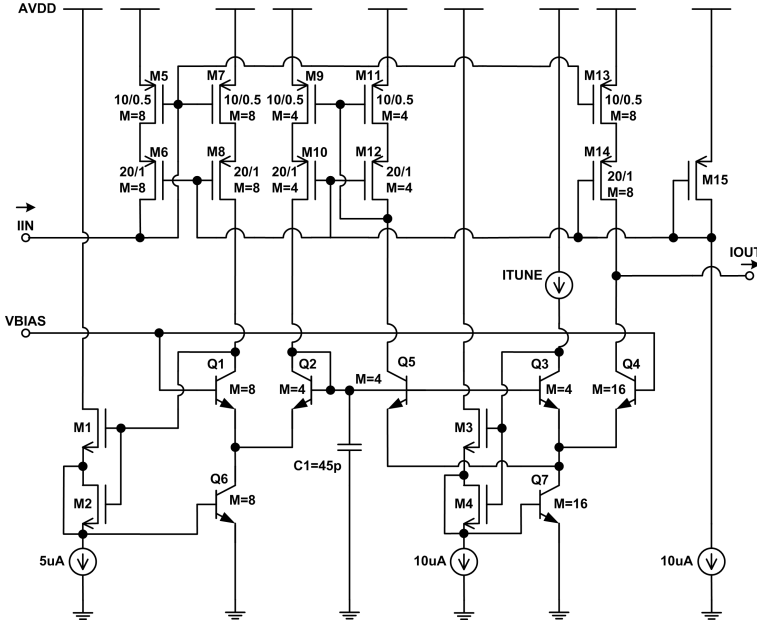 AVDD
M5
10/0.5
M=8
M7
10/0.5
M=8
M9
10/0.5
M=4
M11
10/0.5
M=4
M13
10/0.5
M=8
M6
20/1
M=8
M8
20/1
M=8
M10
20/1
M=4
M12
20/1
M=4
M14
20/1
M=8
M15
IIN
IOUT
ITUNE
VBIAS
Q1
M=8
Q2
M=4
M=4
Q5
Q3
M=4
Q4
M=16
M1
M3
C1=45p
M2
Q6
M=8
M4
Q7
M=16
5uA
10uA
10uA